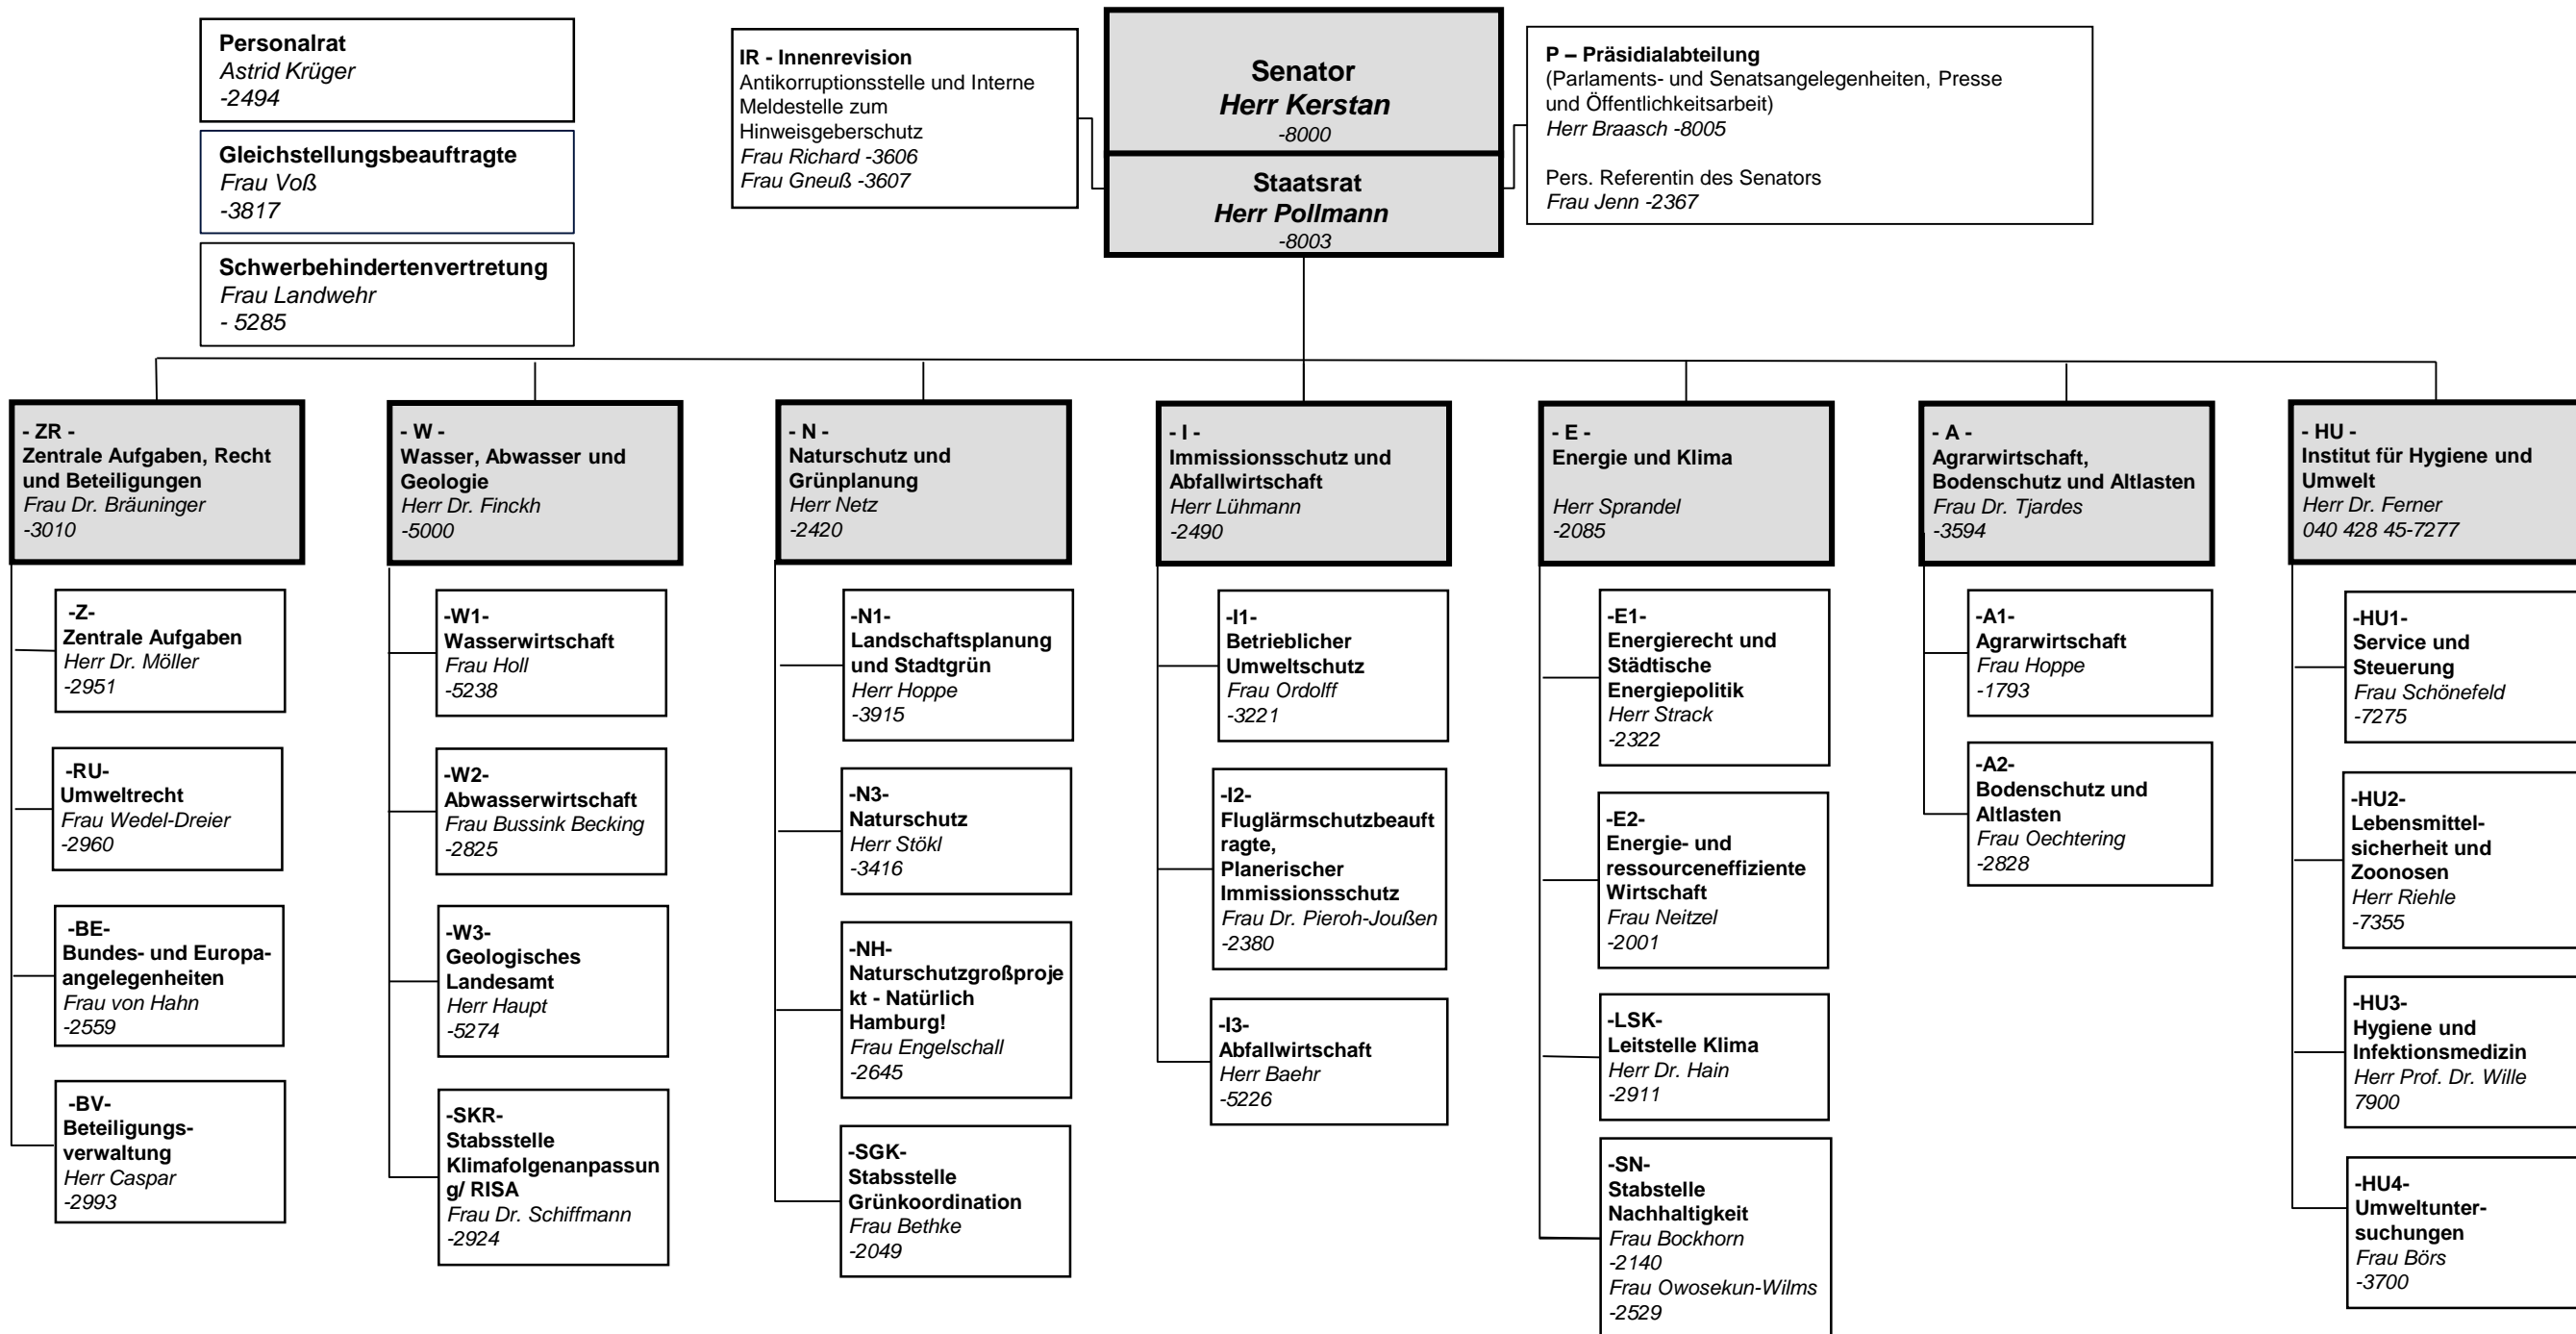 Personalrat
Astrid Krüger
-2494
Gleichstellungsbeauftragte
Frau Voß
-3817
Schwerbehindertenvertretung
Frau Landwehr
- 5285
IR - Innenrevision
Antikorruptionsstelle und Interne
Meldestelle zum
Hinweisgeberschutz
Frau Richard -3606
Frau Gneuß -3607
Senator
Herr Kerstan
-8000
Staatsrat
Herr Pollmann
-8003
P – Präsidialabteilung
(Parlaments- und Senatsangelegenheiten, Presse
und Öffentlichkeitsarbeit)
Herr Braasch -8005
Pers. Referentin des Senators
Frau Jenn -2367
- ZR -
Zentrale Aufgaben, Recht
und Beteiligungen
Frau Dr. Bräuninger
-3010
-Z-
Zentrale Aufgaben
Herr Dr. Möller
-2951
-RU-
Umweltrecht
Frau Wedel-Dreier
-2960
-BE-
Bundes- und Europa-
angelegenheiten
Frau von Hahn
-2559
-BV-
Beteiligungs-
verwaltung
Herr Caspar
-2993
- W -
Wasser, Abwasser und
Geologie
Herr Dr. Finckh
-5000
-W1-
Wasserwirtschaft
Frau Holl
-5238
-W2-
Abwasserwirtschaft
Frau Bussink Becking
-2825
-W3-
Geologisches
Landesamt
Herr Haupt
-5274
-SKR-
Stabsstelle
Klimafolgenanpassun
g/ RISA
Frau Dr. Schiffmann
-2924
- N -
Naturschutz und
Grünplanung
Herr Netz
-2420
-N1-
Landschaftsplanung
und Stadtgrün
Herr Hoppe
-3915
-N3-
Naturschutz
Herr Stökl
-3416
-NH-
Naturschutzgroßproje
kt - Natürlich
Hamburg!
Frau Engelschall
-2645
-SGK-
Stabsstelle
Grünkoordination
Frau Bethke
-2049
- I -
Immissionsschutz und
Abfallwirtschaft
Herr Lühmann
-2490
-I1-
Betrieblicher
Umweltschutz
Frau Ordolff
-3221
-I2-
Fluglärmschutzbeauft
ragte,
Planerischer
Immissionsschutz
Frau Dr. Pieroh-Joußen
-2380
-I3-
Abfallwirtschaft
Herr Baehr
-5226
- E -
Energie und Klima
Herr Sprandel
-2085
-E1-
Energierecht und
Städtische
Energiepolitik
Herr Strack
-2322
-E2-
Energie- und
ressourceneffiziente
Wirtschaft
Frau Neitzel
-2001
-LSK-
Leitstelle Klima
Herr Dr. Hain
-2911
-SN-
Stabstelle
Nachhaltigkeit
Frau Bockhorn
-2140
Frau Owosekun-Wilms
-2529
- A -
Agrarwirtschaft,
Bodenschutz und Altlasten
Frau Dr. Tjardes
-3594
-A1-
Agrarwirtschaft
Frau Hoppe
-1793
-A2-
Bodenschutz und
Altlasten
Frau Oechtering
-2828
- HU -
Institut für Hygiene und
Umwelt
Herr Dr. Ferner
040 428 45-7277
-HU1-
Service und
Steuerung
Frau Schönefeld
-7275
-HU2-
Lebensmittel-
sicherheit und
Zoonosen
Herr Riehle
-7355
-HU3-
Hygiene und
Infektionsmedizin
Herr Prof. Dr. Wille
7900
-HU4-
Umweltunter-
suchungen
Frau Börs
-3700